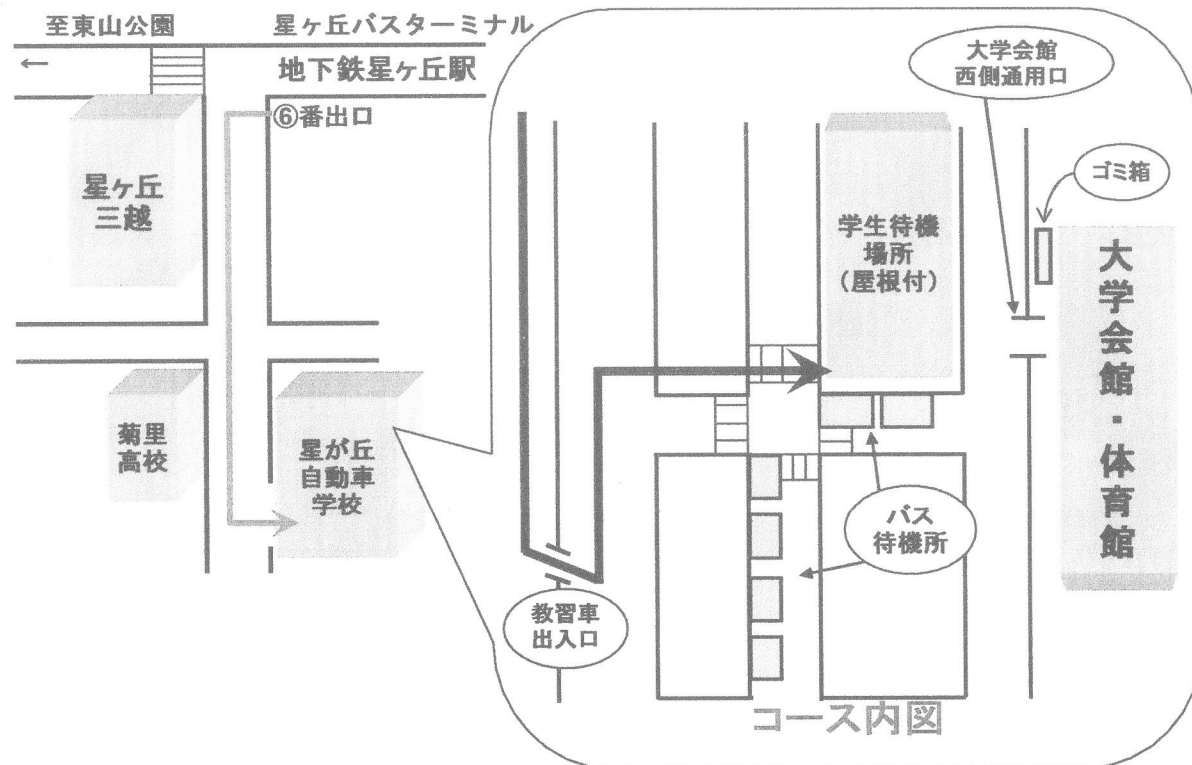 至東山公園
星ヶ丘バスターミナル
←
地下鉄星ヶ丘駅
⑥番出口
星ヶ丘
三越
菊里
高校
星が丘
自動車
学校
大学会館
西側通用口
ゴミ箱
学生待機
場所
(屋根付)
大学会館・体育館
バス
待機所
教習車
出入口
コース内図